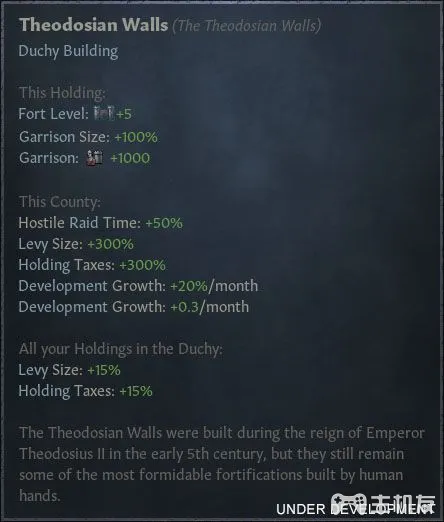 Theodosian Walls (The Theodosian Walls)
Duchy Building
This Holding:
Fort Level: +5
Garrison Size: +100%
Garrison: +1000
This County:
Hostile Raid Time: +50%
Levy Size: +300%
Holding Taxes: +300%
Development Growth: +20%/month
Development Growth: +0.3/month
All your Holdings in the Duchy:
Levy Size: +15%
Holding Taxes: +15%
The Theodosian Walls were built during the reign of Emperor
Theodosius II in the early 5th century, but they still remain
some of the most formidable fortifications built by human
hands.
UNDER DEVELOPMENT
主机友